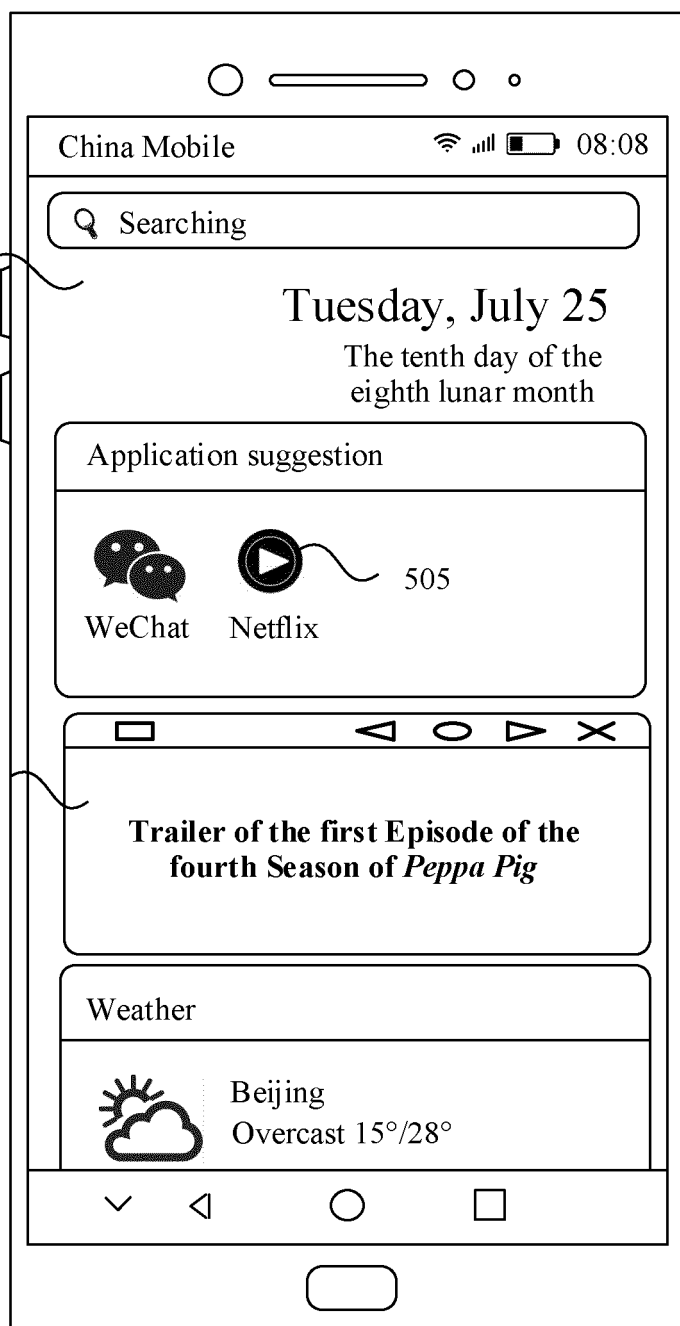 China Mobile 08:08
Searching
Tuesday, July 25
The tenth day of the
eighth lunar month
Application suggestion
505
WeChat Netflix
Trailer of the first Episode of the
fourth Season of Peppa Pig
Weather
Beijing
Overcast 15°/28°